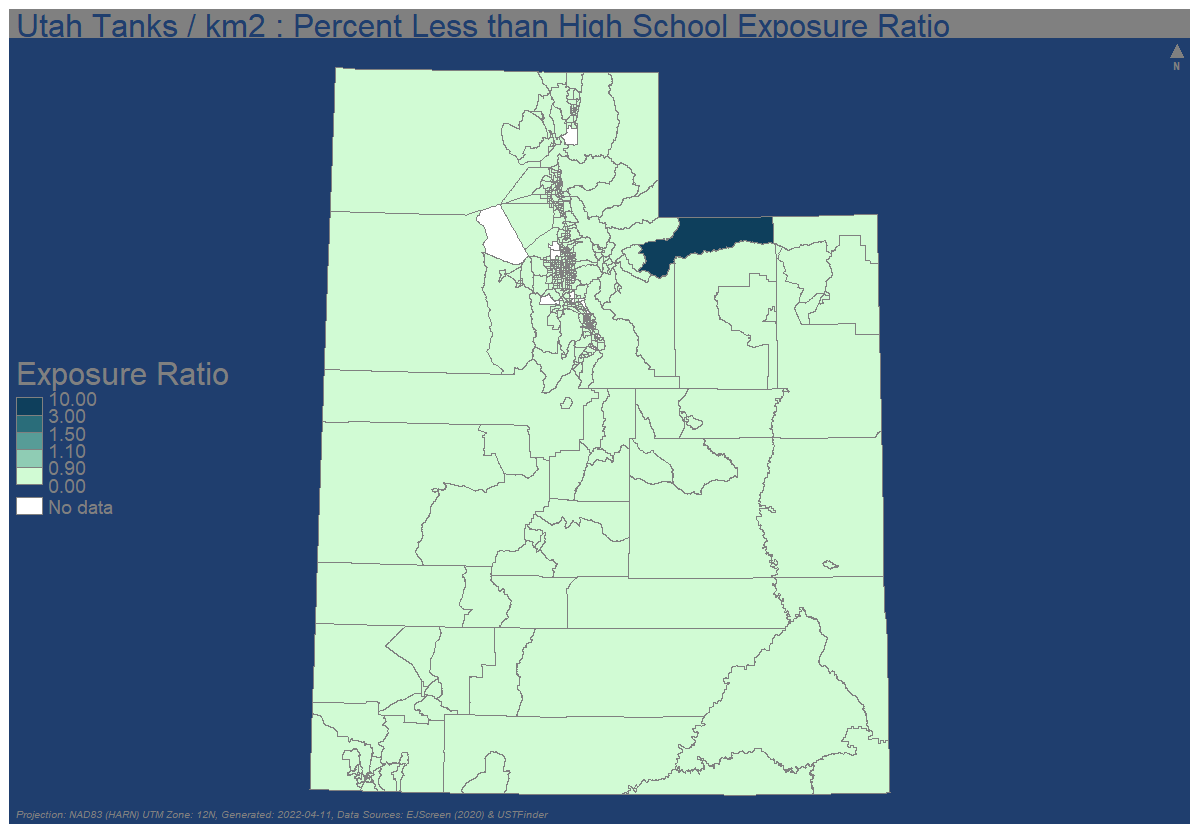 Utah Tanks / km2 : Percent Less than High School Exposure Ratio
N
Exposure Ratio
10.00
3.00
1.50
1.10
0.90
0.00
No data
Projection: NAD83 (HARN) UTM Zone: 12N, Generated: 2022-04-11, Data Sources: EJScreen (2020) & USTFinder